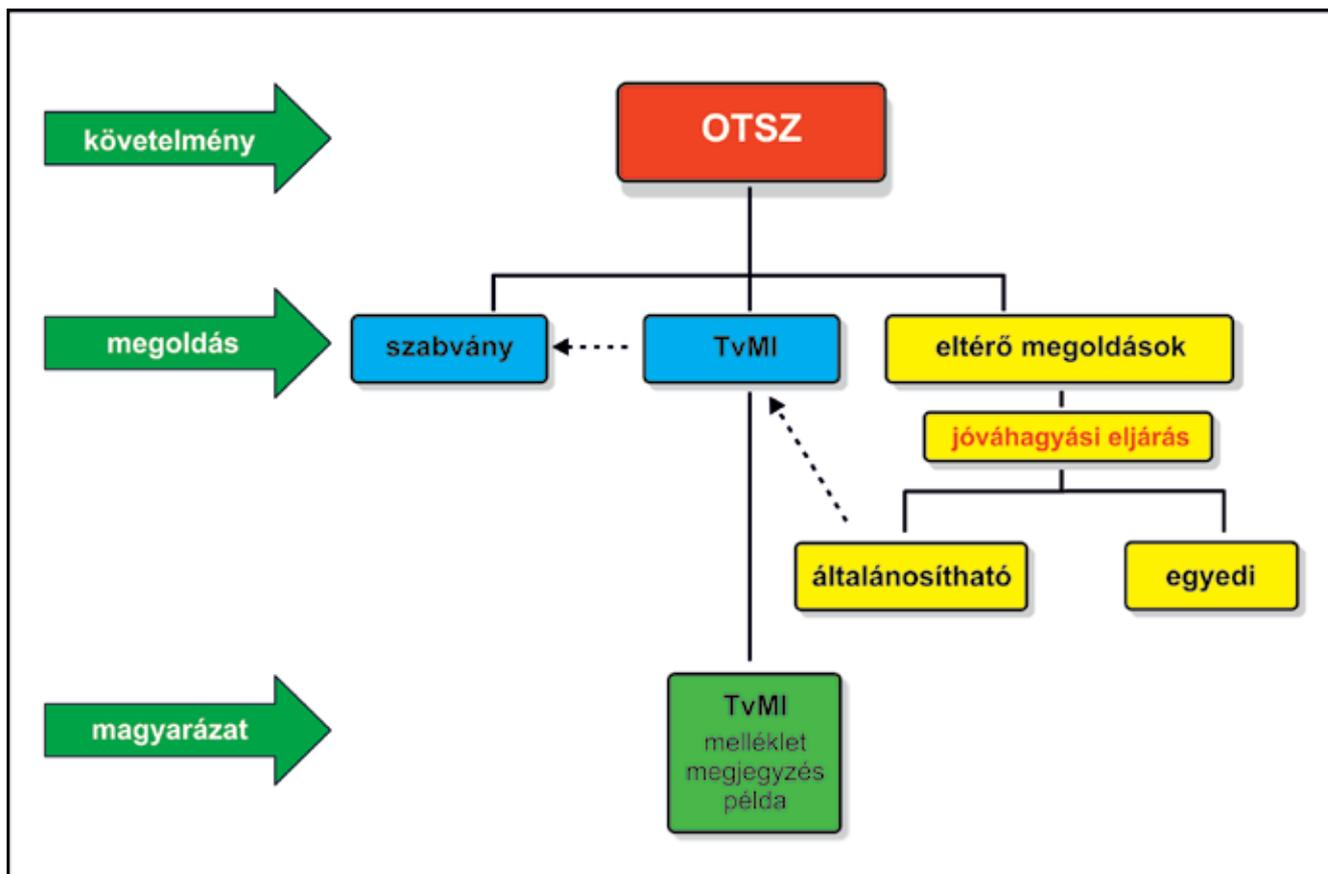 követelmény
OTSZ
megoldás
szabvány
TvMI
eltérő megoldások
jóváhagyási eljárás
általánosítható
egyedi
magyarázat
TvMI
melléklet
megjegyzés
példa